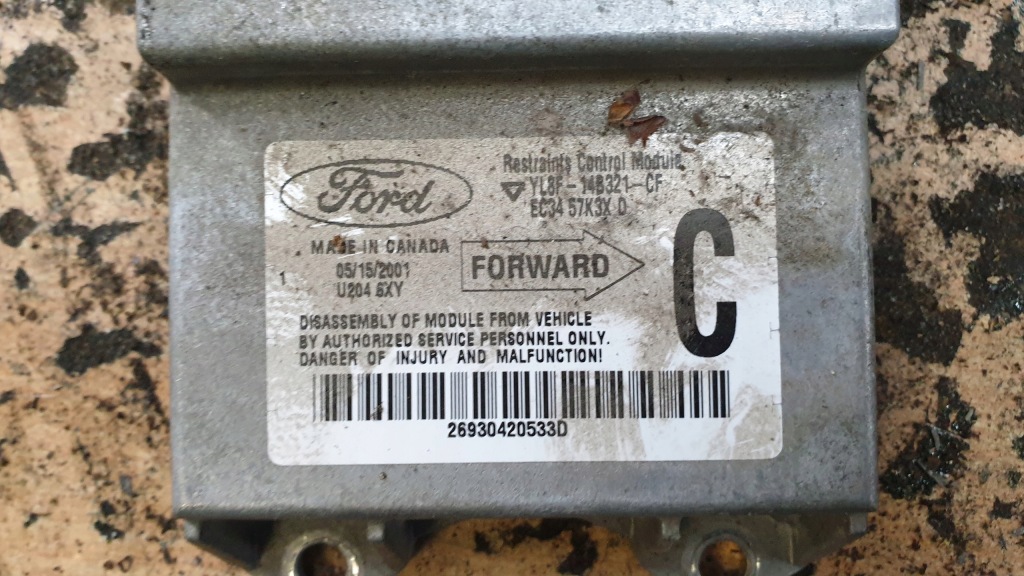 Ford
Restraints Control Module
YL8F-14B321-CF
EC34 57K3X D
MADE IN CANADA
05/15/2001
U204 6XY
1
FORWARD
C
DISASSEMBLY OF MODULE FROM VEHICLE
BY AUTHORIZED SERVICE PERSONNEL ONLY.
DANGER OF INJURY AND MALFUNCTION!
26930420533D